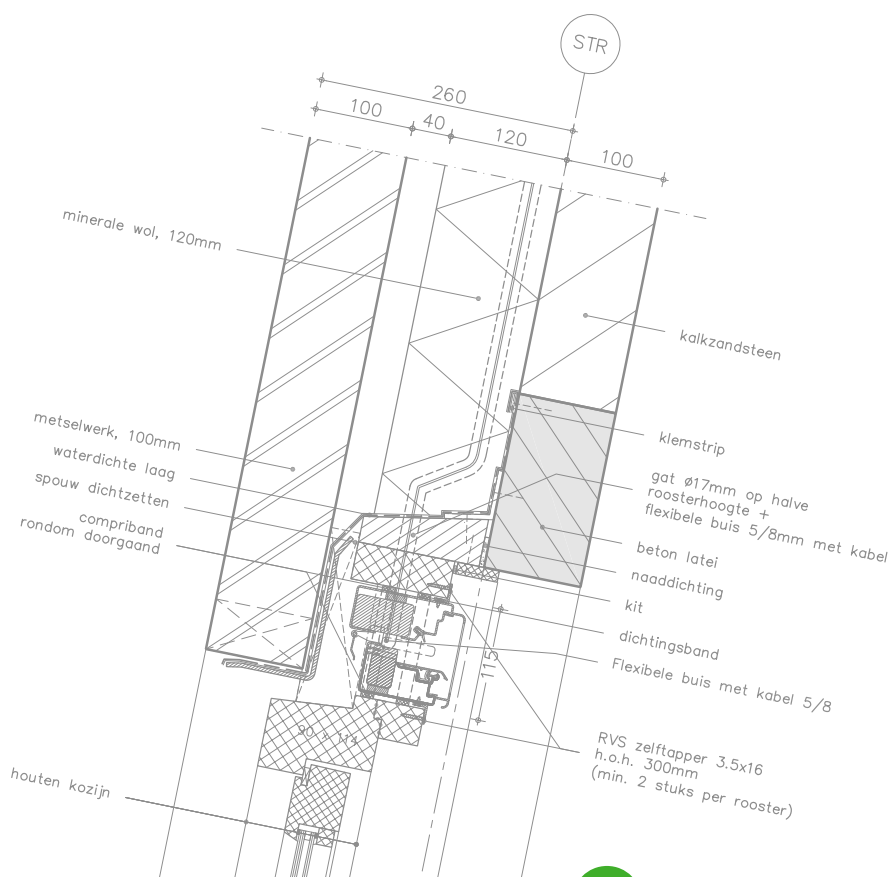 STR
260
100
40
120
100
minerale wol, 120mm
kalkzandsteen
metselwerk, 100mm
waterdichte laag
spouw dichtzetten
compriband
rondom doorgaand
klemstrip
gat ø17mm op halve
roosterhoogte +
flexibele buis 5/8mm met kabel
beton latei
naaddichting
kit
dichtingsband
Flexibele buis met kabel 5/8
115
90 x 114
RVS zelftapper 3.5x16
h.o.h. 300mm
(min. 2 stuks per rooster)
houten kozijn